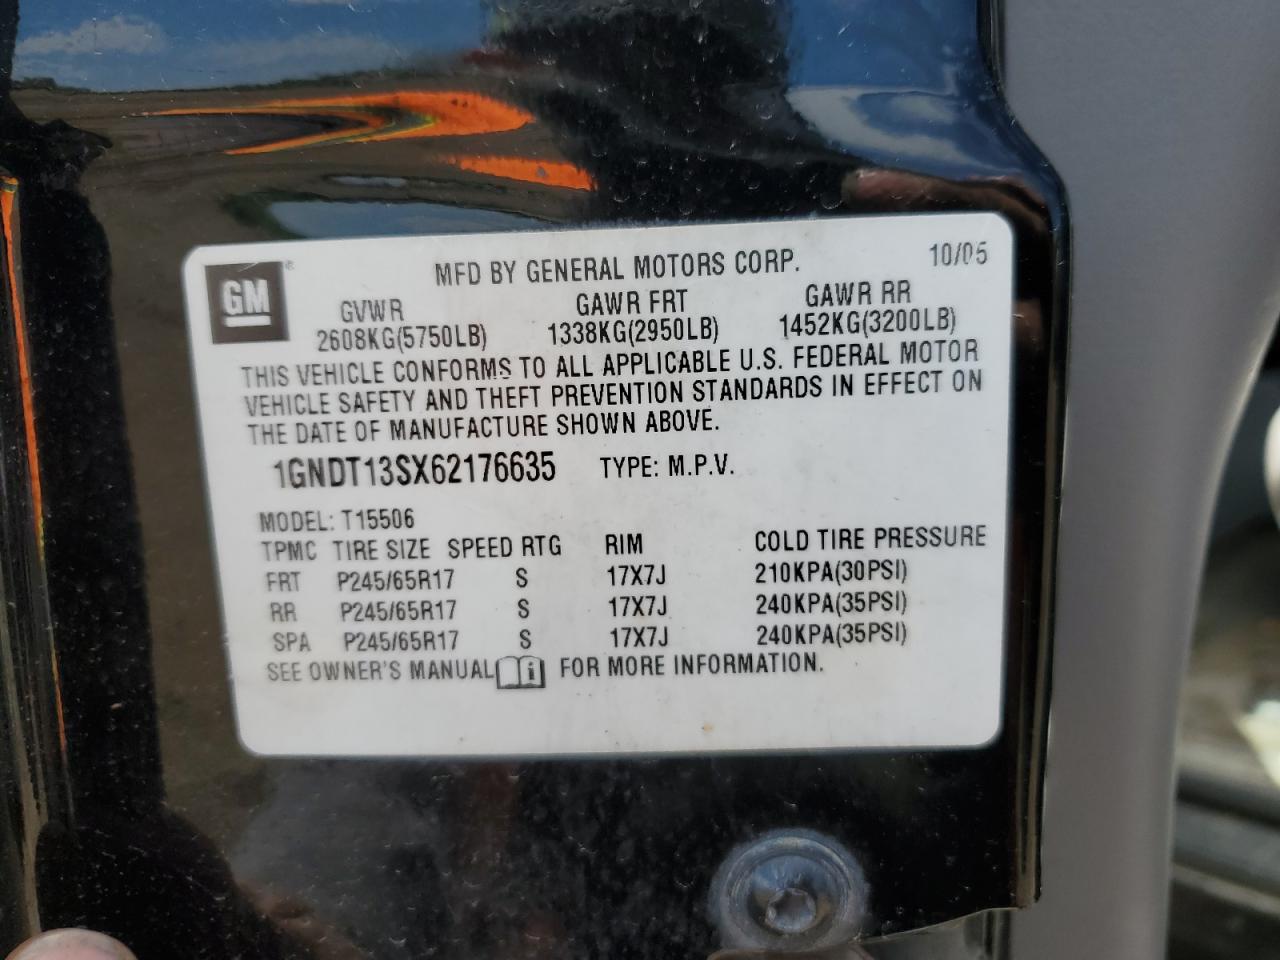 GM®
MFD BY GENERAL MOTORS CORP.
10/05
GVWR GAWR FRT GAWR RR
2608KG(5750LB) 1338KG(2950LB) 1452KG(3200LB)
THIS VEHICLE CONFORMS TO ALL APPLICABLE U.S. FEDERAL MOTOR
VEHICLE SAFETY AND THEFT PREVENTION STANDARDS IN EFFECT ON
THE DATE OF MANUFACTURE SHOWN ABOVE.
1GNDT13SX62176635 TYPE: M.P.V.
MODEL: T15506
TPMC TIRE SIZE SPEED RTG RIM COLD TIRE PRESSURE
FRT P245/65R17 S 17X7J 210KPA(30PSI)
RR P245/65R17 S 17X7J 240KPA(35PSI)
SPA P245/65R17 S 17X7J 240KPA(35PSI)
SEE OWNER'S MANUAL i FOR MORE INFORMATION.